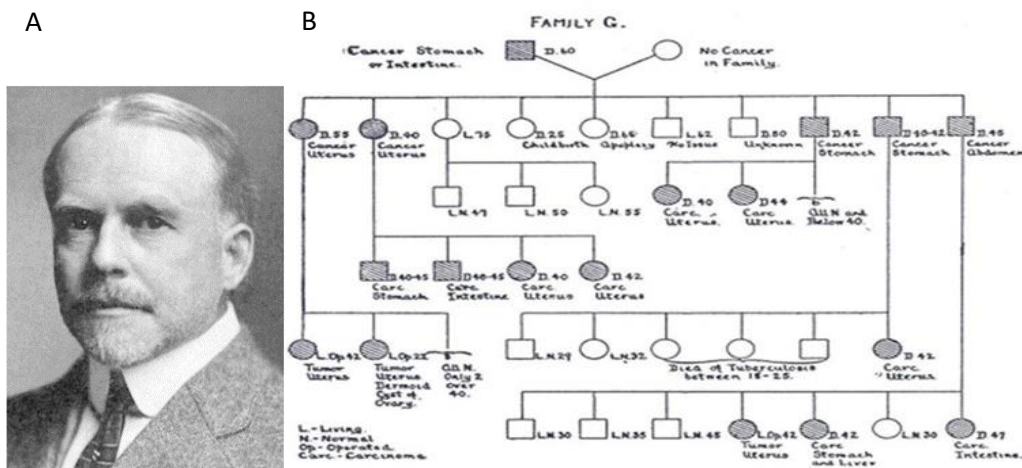 A
B
FAMILY G.
Cancer Stomach
or Intestine.
D.60
No Cancer
in Family.
D.55
Cancer
Uterus
D.40
Cancer
Uterus
L.75
D.25
Childbirth
D.65
Apoplexy
L.62
No Issue
D.50
Unknown
D.42
Cancer
Stomach
D.40-42
Cancer
Stomach
D.45
Cancer
Abdomen
L.N.47
L.N.50
L.N.55
D.40
Carc
Uterus.
D.44
Carc
Uterus
6
All N and
Below 40.
D.40-45
Carc
Stomach
D.40-45
Carc
Intestine
D.40
Carc
Uterus
D.42
Carc
Uterus
L.Op.42
Tumor
Uterus
L.Op.22
Tumor
Uterus
Dermoid
Cyst of
Ovary.
All N.
Only 2
over
40.
L.N.29
L.N.32
Died of Tuberculosis
between 18-25.
D.42
Carc
Uterus
L.N.30
L.N.35
L.N.45
L.Op.42
Tumor
Uterus
D.42
Carc
Stomach
and Liver
L.N.30
D.47
Carc
Intestine.
L.-Living.
N.-Normal
Op-Operated
Carc-Carcinoma